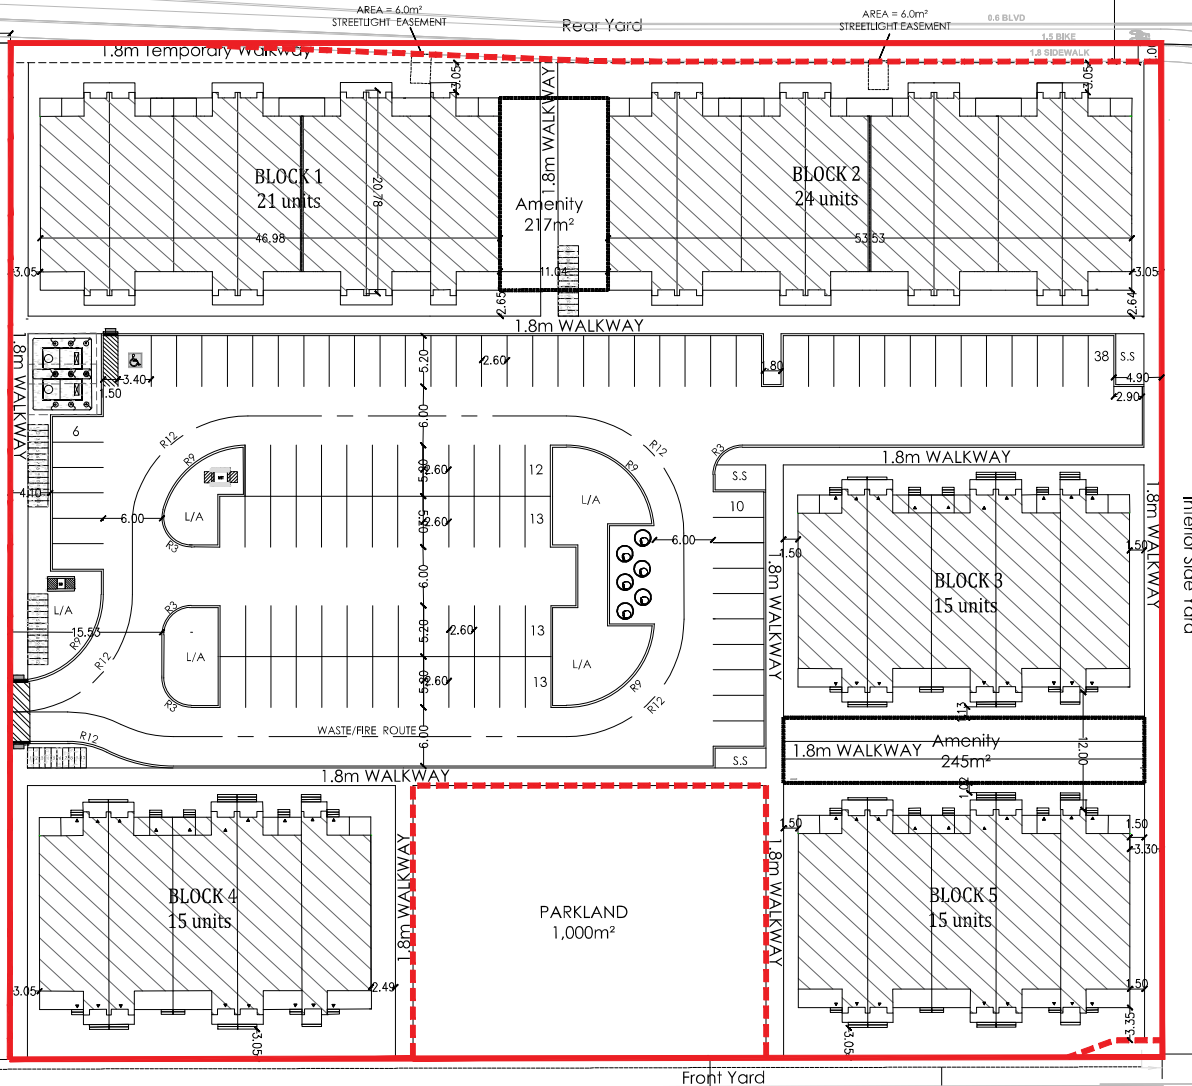 AREA = 6.0m²
STREETLIGHT EASEMENT
Rear Yard
AREA = 6.0m²
STREETLIGHT EASEMENT
0.6 BLVD
1.5 BIKE
1.8 SIDEWALK
1.8m Temporary Walkway
3.05
3.05
1.8m WALKWAY
BLOCK 1
21 units
20.78
46.98
Amenity
217m²
11.04
BLOCK 2
24 units
53.53
3.05
3.05
2.65
2.64
1.8m WALKWAY
1.8m WALKWAY
3.40
1.50
5.20
2.60
1.80
38
S.S
4.90
2.90
6
6.00
R12
R9
R12
R9
R3
1.8m WALKWAY
4.10
L/A
6.00
R3
2.60
12
L/A
S.S
10
2.60
13
6.00
6.00
1.50
1.50
1.8m WALKWAY
Interior Side Yard
BLOCK 3
15 units
1.8m WALKWAY
L/A
R9
R12
15.53
R3
L/A
R3
5.20
2.60
13
2.60
13
L/A
R9
R12
R12
WASTE/FIRE ROUTE
6.00
S.S
1.8m WALKWAY
1.8m WALKWAY
Amenity
245m²
12.00
BLOCK 4
15 units
3.05
2.49
3.05
1.8m WALKWAY
PARKLAND
1,000m²
1.8m WALKWAY
1.50
1.50
3.30
BLOCK 5
15 units
1.50
3.35
3.05
Front Yard